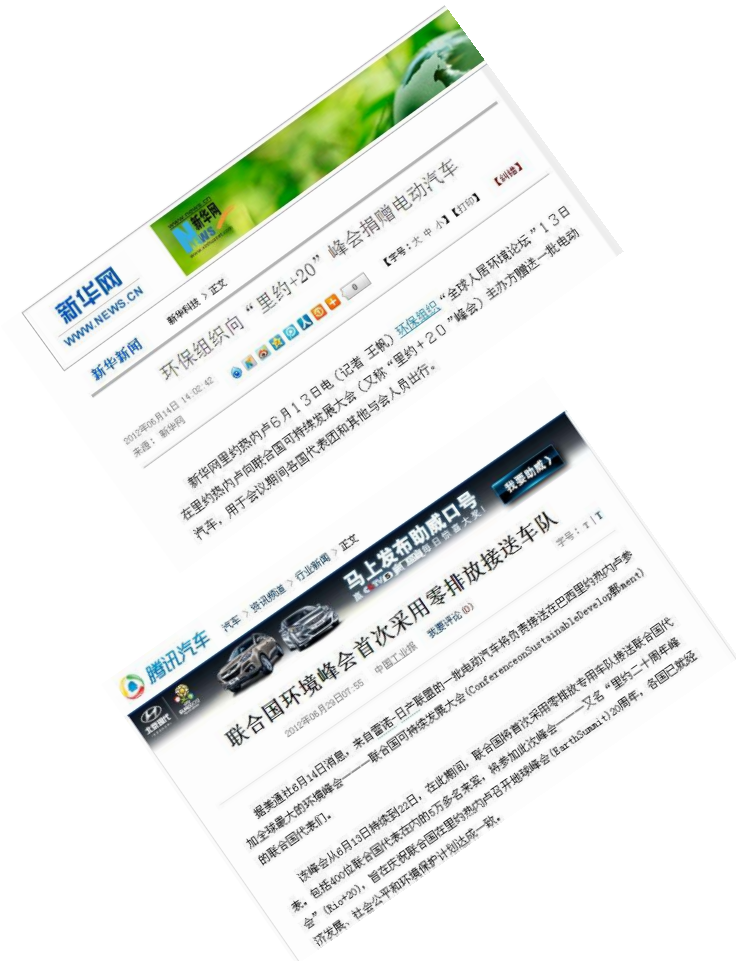 新华网
WWW.NEWS.CN
www.news.cn
新华网
NEWS
www.xinhuanet.com
新华新闻
新华科技 > 正文
环保组织向“里约+20”峰会捐赠电动汽车
2012年06月14日 14:02:42
来源： 新华网
0
【字号：大 中 小】【打印】
【纠错】
新华网里约热内卢6月13日电（记者 王帆）环保组织“全球人居环境论坛”13日
在里约热内卢向联合国可持续发展大会（又称“里约+20”峰会）主办方赠送一批电动
汽车，用于会议期间各国代表团和其他与会人员出行。
腾讯汽车
汽车 > 资讯频道 > 行业新闻 > 正文
北京现代
马上发布助威口号
我要助威 >
联合国环境峰会首次采用零排放接送车队
2012年06月29日07:55
中国工业报
我要评论(0)
字号：T|T
据美通社6月14日消息，来自雷诺-日产联盟的一批电动汽车将负责接送在巴西里约热内卢参
加全球最大的环境峰会——联合国可持续发展大会(ConferenceonSustainableDevelopment)
的联合国代表们。
该峰会从6月13日持续到22日，在此期间，联合国将首次采用零排放专用车队接送联合国代
表。包括400位联合国代表在内的5万多名来宾，将参加此次峰会——又名“里约二十周年峰
会”(Rio+20)，旨在庆祝联合国在里约热内卢召开地球峰会(EarthSummit)20周年，各国已就经
济发展、社会公平和环境保护计划达成一致。